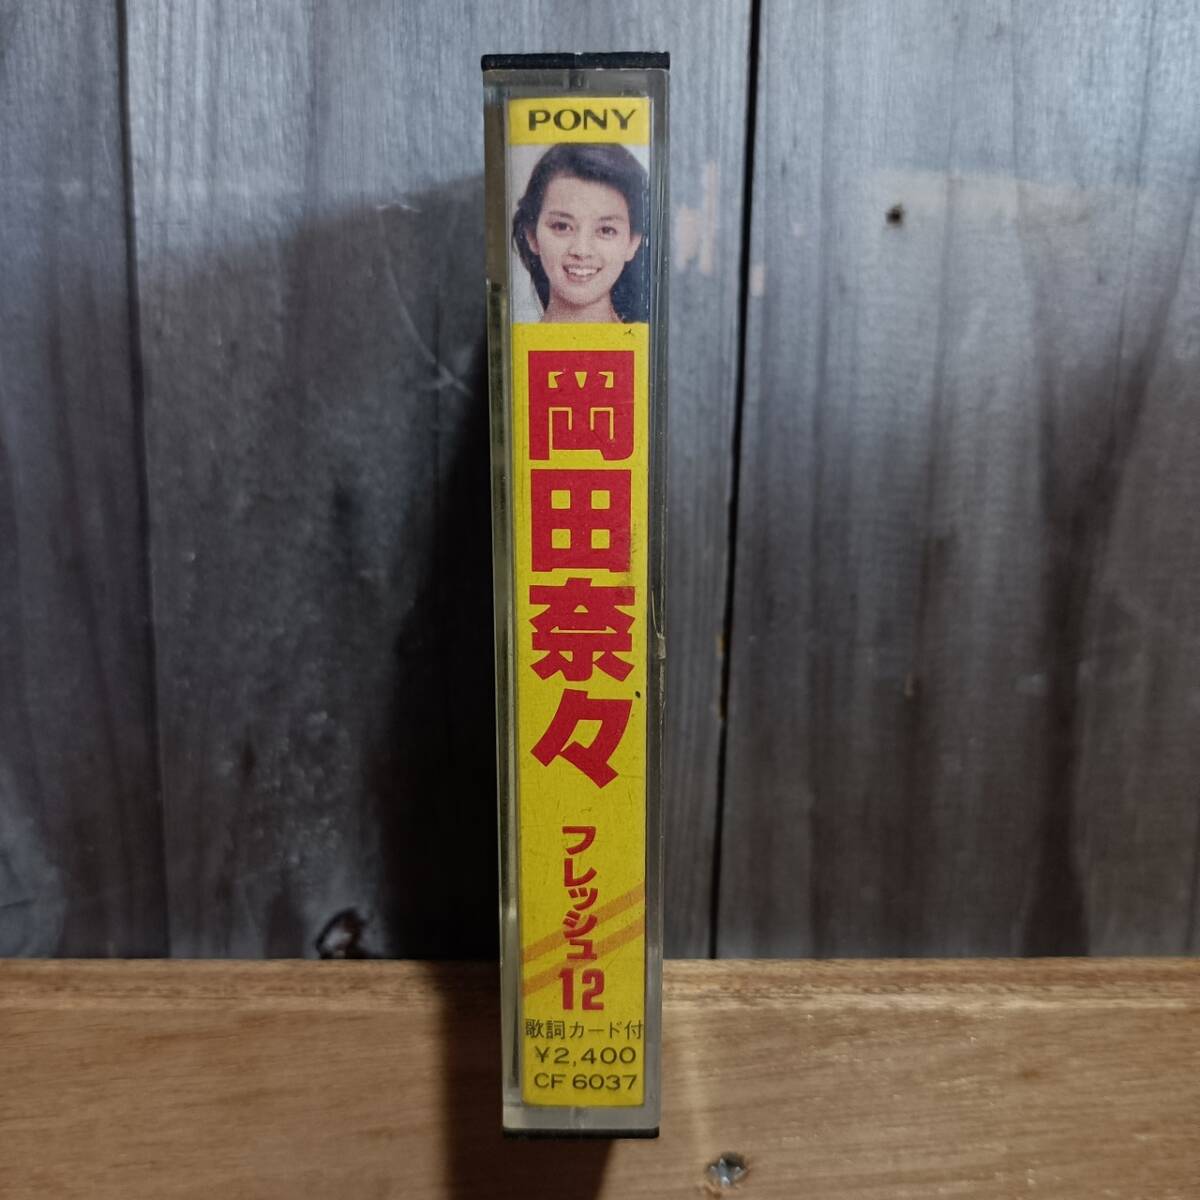 PONY
岡田奈々
フレッシュ12
歌詞カード付
¥2,400
CF 6037